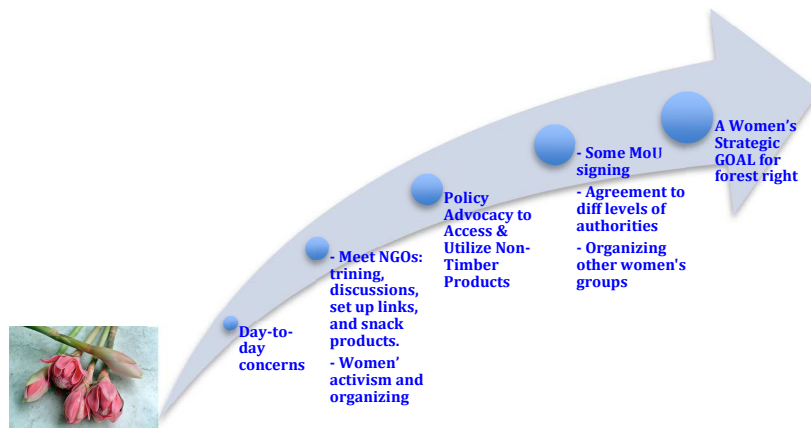 Day-to-
day
concerns
- Meet NGOs:
trining,
discussions,
set up links,
and snack
products.
- Women'
activism and
organizing
Policy
Advocacy to
Access &
Utilize Non-
Timber
Products
- Some MoU
signing
- Agreement to
diff levels of
authorities
- Organizing
other women's
groups
A Women's
Strategic
GOAL for
forest right